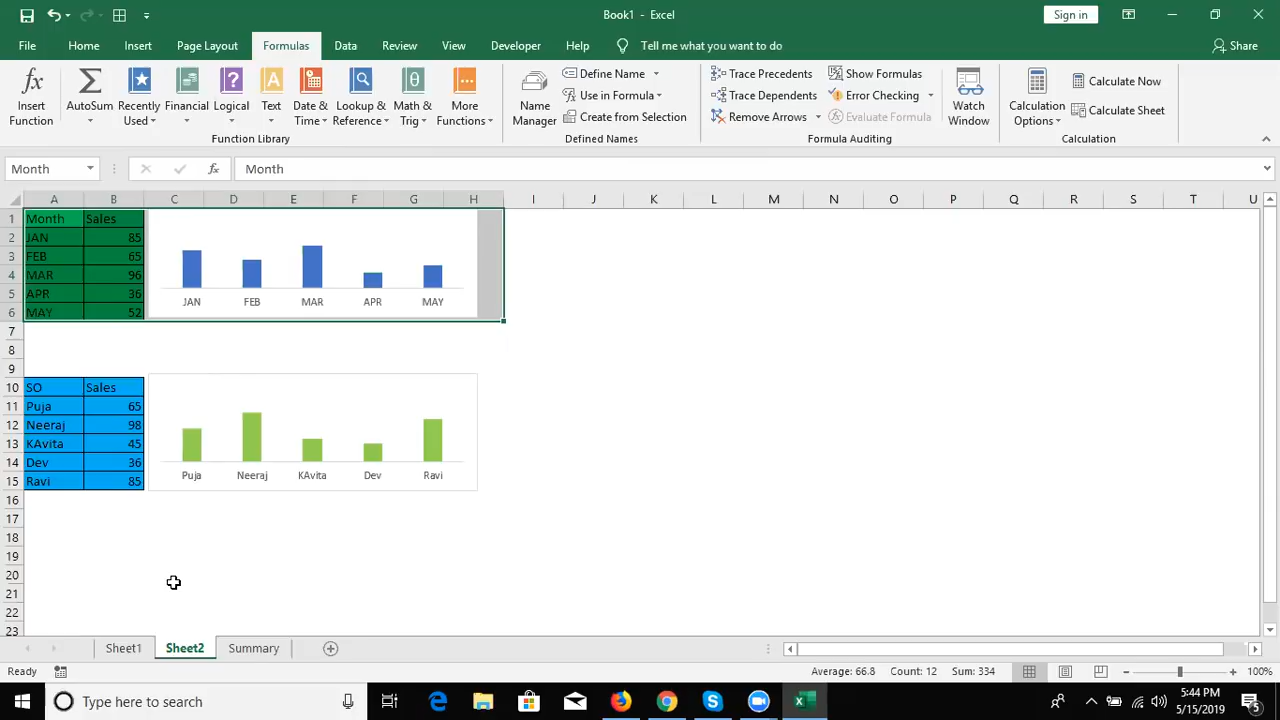 Book1 - Excel
Sign in
File Home Insert Page Layout Formulas Data Review View Developer Help Tell me what you want to do Share
Insert Function
AutoSum
Recently Used
Financial
Logical
Text
Date & Time
Lookup & Reference
Math & Trig
More Functions
Function Library
Name Manager
Define Name
Use in Formula
Create from Selection
Defined Names
Trace Precedents
Trace Dependents
Remove Arrows
Show Formulas
Error Checking
Evaluate Formula
Formula Auditing
Watch Window
Calculation Options
Calculate Now
Calculate Sheet
Calculation
Month fx Month
A B C D E F G H I J K L M N O P Q R S T U
1 Month Sales
2 JAN 85
3 FEB 65
4 MAR 96
5 APR 36
6 MAY 52
JAN FEB MAR APR MAY
7
8
9
10 SO Sales
11 Puja 65
12 Neeraj 98
13 KAvita 45
14 Dev 36
15 Ravi 85
Puja Neeraj KAvita Dev Ravi
16
17
18
19
20
21
22
23
Sheet1 Sheet2 Summary
Ready Average: 66.8 Count: 12 Sum: 334 100%
Type here to search
5:44 PM
5/15/2019
5